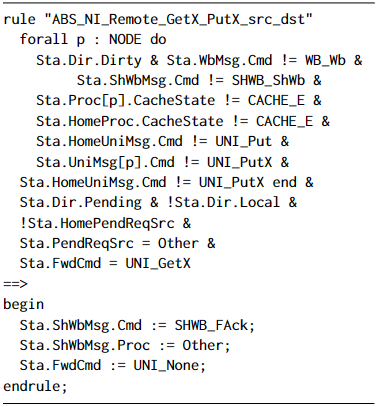 rule "ABS_NI_Remote_GetX_PutX_src_dst"
forall p : NODE do
Sta.Dir.Dirty & Sta.WbMsg.Cmd != WB_Wb &
Sta.ShWbMsg.Cmd != SHWB_ShWb &
Sta.Proc[p].CacheState != CACHE_E &
Sta.HomeProc.CacheState != CACHE_E &
Sta.HomeUniMsg.Cmd != UNI_Put &
Sta.UniMsg[p].Cmd != UNI_PutX &
Sta.HomeUniMsg.Cmd != UNI_PutX end &
Sta.Dir.Pending & !Sta.Dir.Local &
!Sta.HomePendReqSrc &
Sta.PendReqSrc = Other &
Sta.FwdCmd = UNI_GetX
==>
begin
Sta.ShWbMsg.Cmd := SHWB_FAck;
Sta.ShWbMsg.Proc := Other;
Sta.FwdCmd := UNI_None;
endrule;